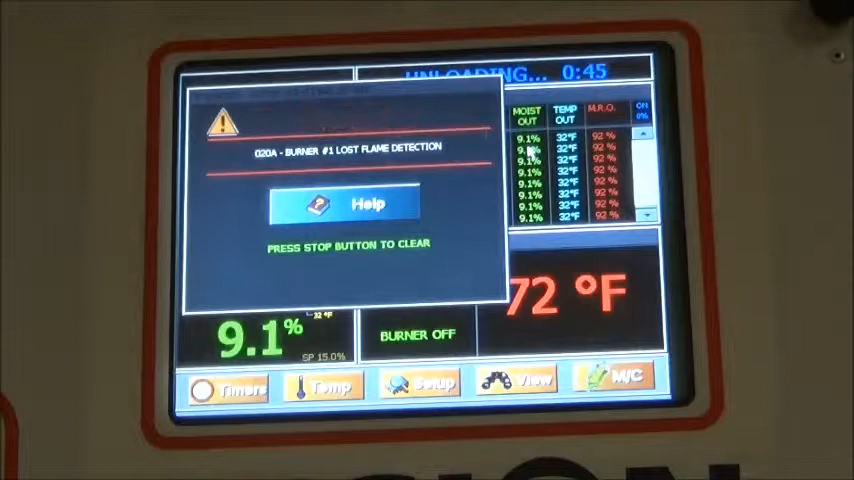 UNLOADING... 0:45
020A - BURNER #1 LOST FLAME DETECTION
Help
PRESS STOP BUTTON TO CLEAR
MOIST OUT TEMP OUT M.R.O. ON 0%
9.1% 32°F 92 %
9.1% 32°F 92 %
9.1% 32°F 92 %
9.1% 32°F 92 %
9.1% 32°F 92 %
9.1% 32°F 92 %
9.1% 32°F 92 %
9.1% 32°F 92 %
72 °F
32 °F
9.1%
SP 15.0%
BURNER OFF
Timers Temp Setup View M/C